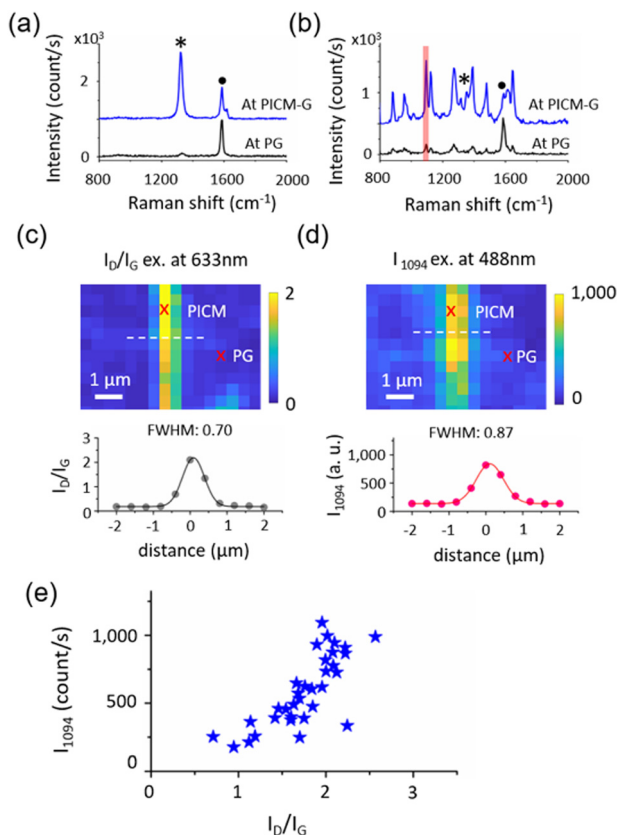 (a)
x10³
Intensity (count/s)
2
0
*
●
At PICM-G
At PG
800 1200 1600 2000
Raman shift (cm⁻¹)
(b)
x10³
Intensity (count/s)
1
0
*
●
At PICM-G
At PG
800 1200 1600 2000
Raman shift (cm⁻¹)
(c)
I_D/I_G ex. at 633nm
X PICM
X PG
1 μm
2
0
FWHM: 0.70
I_D/I_G
3
2
1
0
-2 -1 0 1 2
distance (μm)
(d)
I_1094 ex. at 488nm
X PICM
X PG
1 μm
1,000
0
FWHM: 0.87
I_1094 (a. u.)
1,000
500
0
-2 -1 0 1 2
distance (μm)
(e)
I_1094 (count/s)
1,000
500
0
0 1 2 3
I_D/I_G